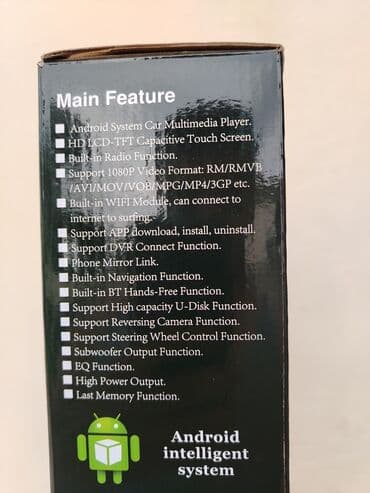 Main Feature
Android System Car Multimedia Player.
HD LCD-TFT Capacitive Touch Screen.
Built-in Radio Function.
Support 1080P Video Format: RM/RMVB
/AVI/MOV/VOB/MPG/MP4/3GP etc.
Built-in WIFI Module, can connect to
internet to surfing.
Support APP download, install, uninstall.
Support DVR Connect Function.
Phone Mirror Link.
Built-in Navigation Function.
Built-in BT Hands-Free Function.
Support High capacity U-Disk Function.
Support Reversing Camera Function.
Support Steering Wheel Control Function.
Subwoofer Output Function.
EQ Function.
High Power Output.
Last Memory Function.
Android
intelligent
system